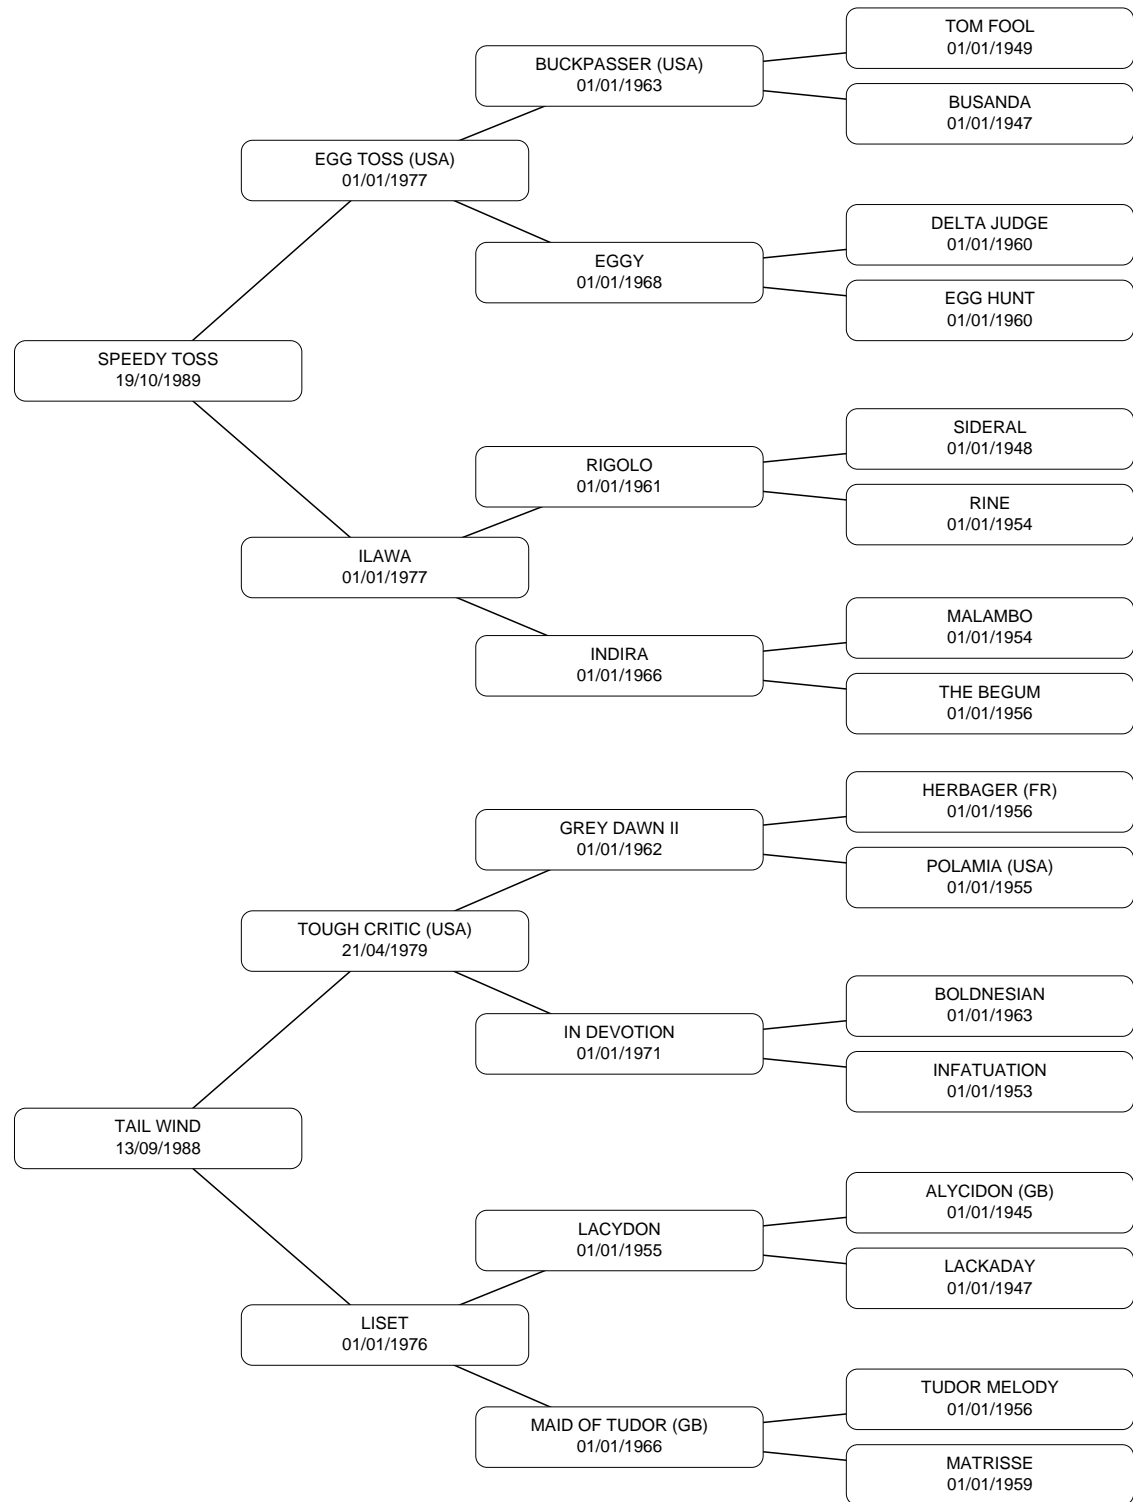 TOM FOOL
01/01/1949
BUCKPASSER (USA)
01/01/1963
BUSANDA
01/01/1947
EGG TOSS (USA)
01/01/1977
DELTA JUDGE
01/01/1960
EGGY
01/01/1968
EGG HUNT
01/01/1960
SPEEDY TOSS
19/10/1989
SIDERAL
01/01/1948
RIGOLO
01/01/1961
RINE
01/01/1954
ILAWA
01/01/1977
MALAMBO
01/01/1954
INDIRA
01/01/1966
THE BEGUM
01/01/1956
HERBAGER (FR)
01/01/1956
GREY DAWN II
01/01/1962
POLAMIA (USA)
01/01/1955
TOUGH CRITIC (USA)
21/04/1979
BOLDNESIAN
01/01/1963
IN DEVOTION
01/01/1971
INFATUATION
01/01/1953
TAIL WIND
13/09/1988
ALYCIDON (GB)
01/01/1945
LACYDON
01/01/1955
LACKADAY
01/01/1947
LISET
01/01/1976
TUDOR MELODY
01/01/1956
MAID OF TUDOR (GB)
01/01/1966
MATRISSE
01/01/1959